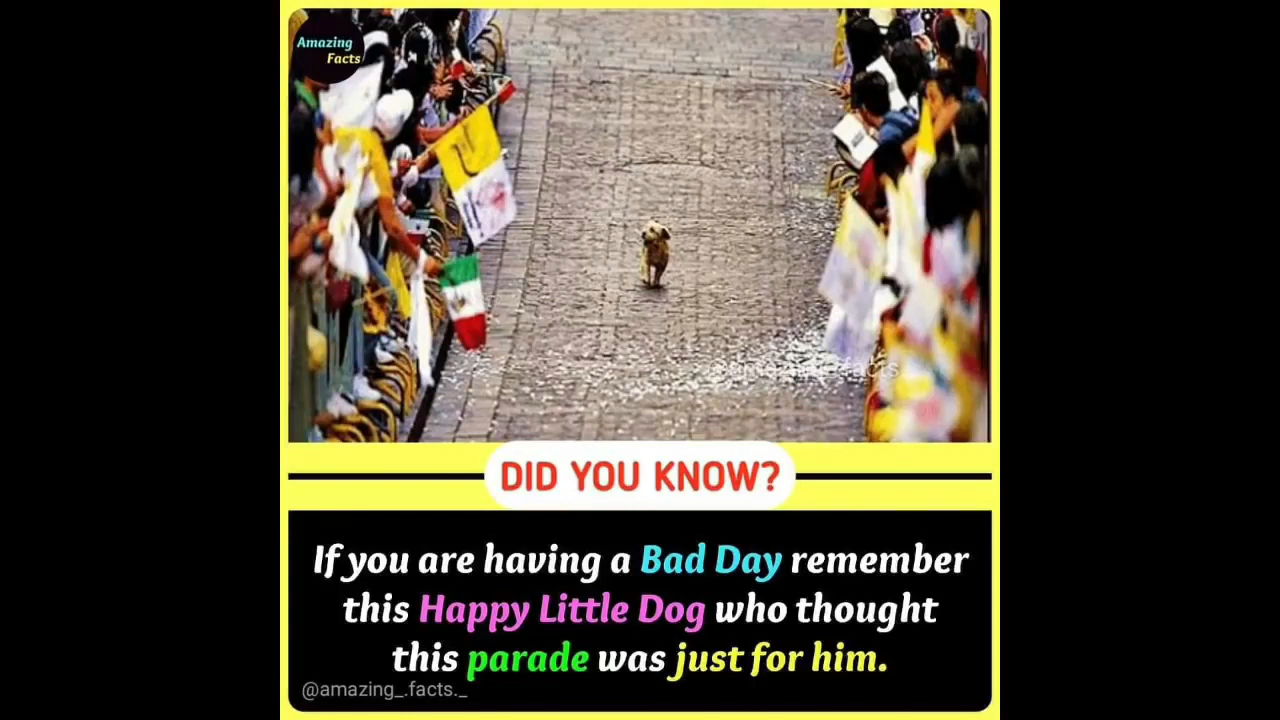 Amazing
Facts
DID YOU KNOW?
If you are having a Bad Day remember
this Happy Little Dog who thought
this parade was just for him.
@amazing_.facts._